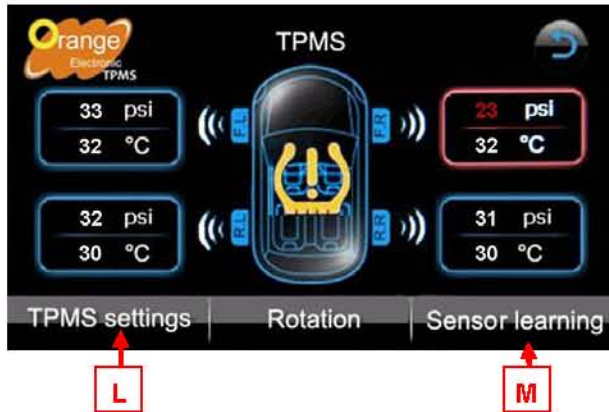 Orange
Electronic
TPMS
TPMS
33 psi
32 °C
F.L
F.R
23 psi
32 °C
32 psi
30 °C
R.L
R.R
31 psi
30 °C
TPMS settings
Rotation
Sensor learning
L
M